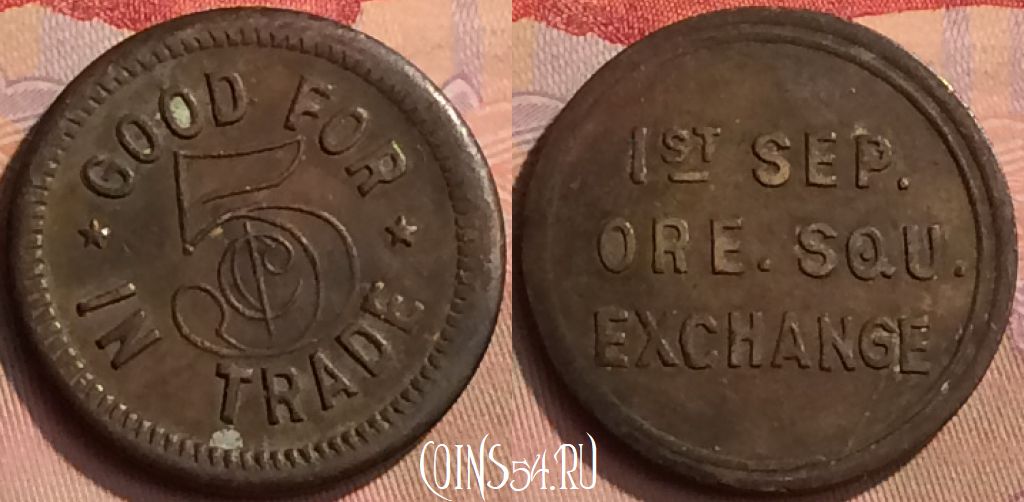 GOOD FOR
5¢
IN TRADE
1ST SEP.
ORE. SQU.
EXCHANGE
COINS54.RU